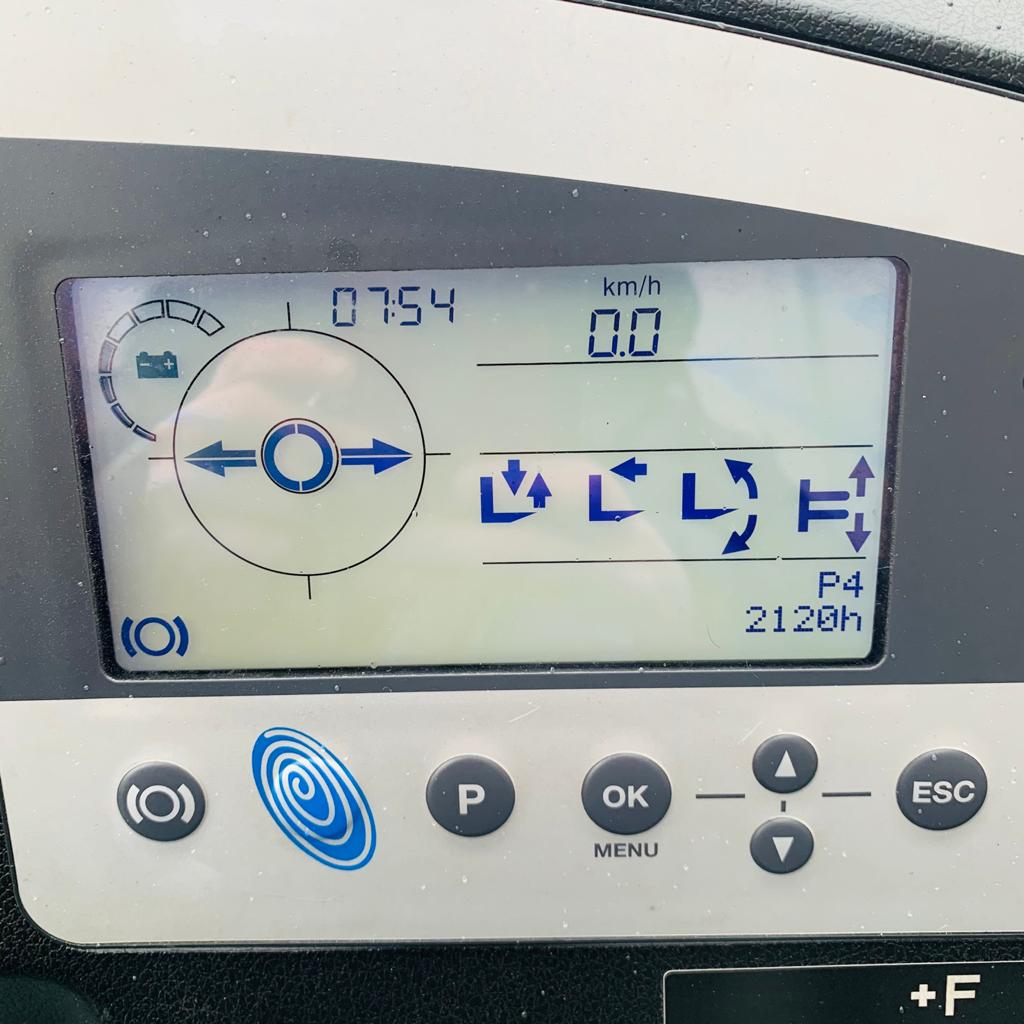 07:54
km/h
0.0
P4
2120h
P
OK
MENU
ESC
+F